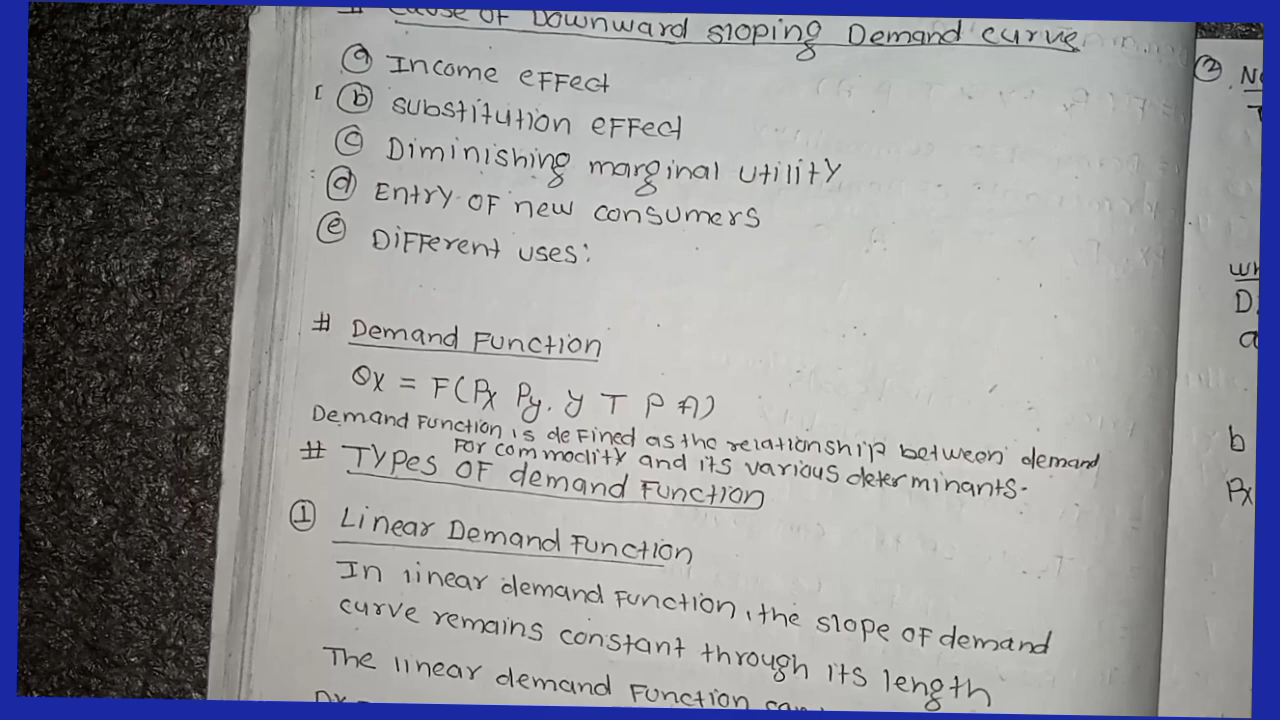 # Cause OF Downward sloping Demand curve
a Income eFFect
b substitution eFFect
c Diminishing marginal utility
d Entry OF new consumers
e DiFFerent uses:
# Demand Function
Qx = F(Px Py. Y T P A)
Demand Function is deFined as the relationship between demand
For commodity and its various determinants.
# Types OF demand Function
1 Linear Demand Function
In linear demand Function, the slope OF demand
curve remains constant through its length
The linear demand Function can
2
b
Px